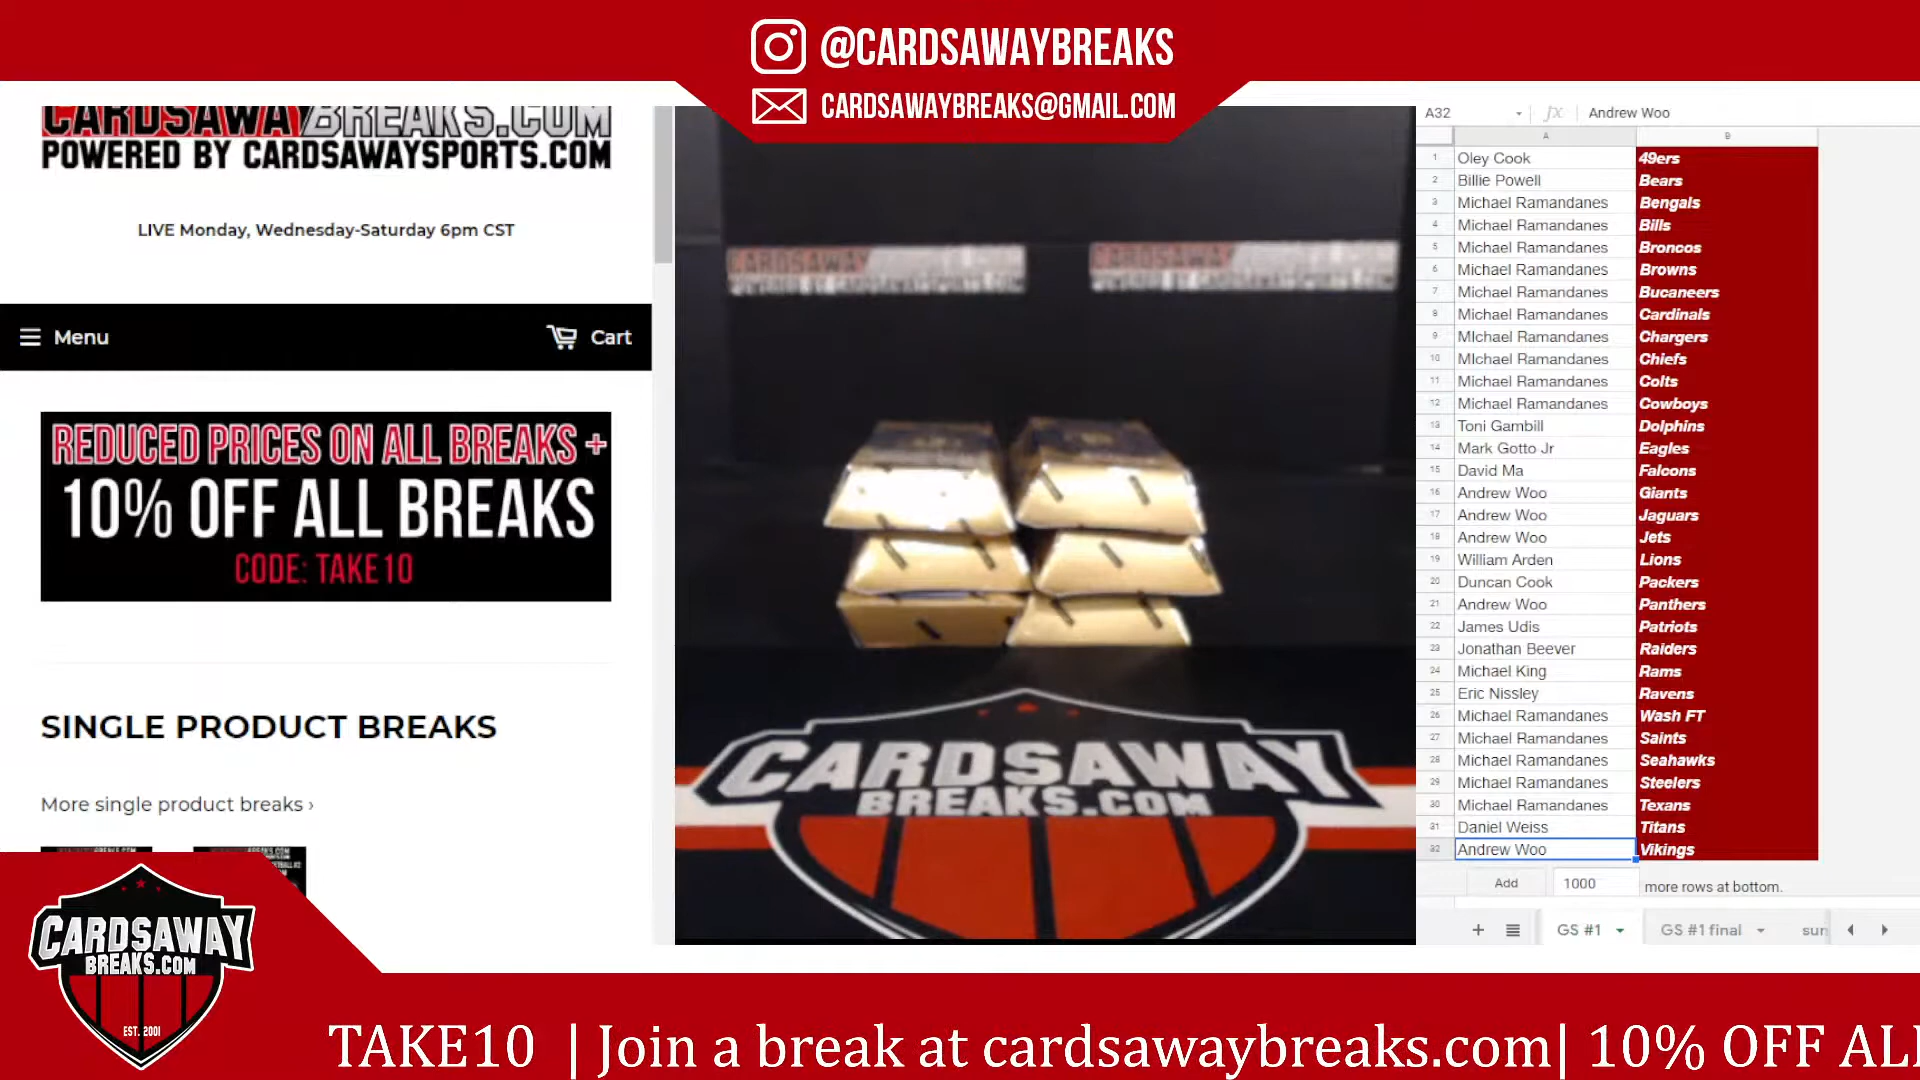 @CARDSAWAYBREAKS
CARDSAWAYBREAKS@GMAIL.COM
CARDSAWAYBREAKS.COM
POWERED BY CARDSAWAYSPORTS.COM
LIVE Monday, Wednesday-Saturday 6pm CST
Menu
Cart
REDUCED PRICES ON ALL BREAKS +
10% OFF ALL BREAKS
CODE: TAKE10
SINGLE PRODUCT BREAKS
More single product breaks ›
CARDSAWAY
CARDSAWAY
CARDSAWAY
BREAKS.COM
A32 fx Andrew Woo
A B
1 Oley Cook 49ers
2 Billie Powell Bears
3 Michael Ramandanes Bengals
4 Michael Ramandanes Bills
5 Michael Ramandanes Broncos
6 Michael Ramandanes Browns
7 Michael Ramandanes Bucaneers
8 Michael Ramandanes Cardinals
9 MIchael Ramandanes Chargers
10 MIchael Ramandanes Chiefs
11 Michael Ramandanes Colts
12 Michael Ramandanes Cowboys
13 Toni Gambill Dolphins
14 Mark Gotto Jr Eagles
15 David Ma Falcons
16 Andrew Woo Giants
17 Andrew Woo Jaguars
18 Andrew Woo Jets
19 William Arden Lions
20 Duncan Cook Packers
21 Andrew Woo Panthers
22 James Udis Patriots
23 Jonathan Beever Raiders
24 Michael King Rams
25 Eric Nissley Ravens
26 Michael Ramandanes Wash FT
27 Michael Ramandanes Saints
28 Michael Ramandanes Seahawks
29 Michael Ramandanes Steelers
30 Michael Ramandanes Texans
31 Daniel Weiss Titans
32 Andrew Woo Vikings
Add 1000 more rows at bottom.
+ GS #1 GS #1 final sun
CARDSAWAY
BREAKS.COM
EST. 2001
TAKE10 | Join a break at cardsawaybreaks.com| 10% OFF ALL